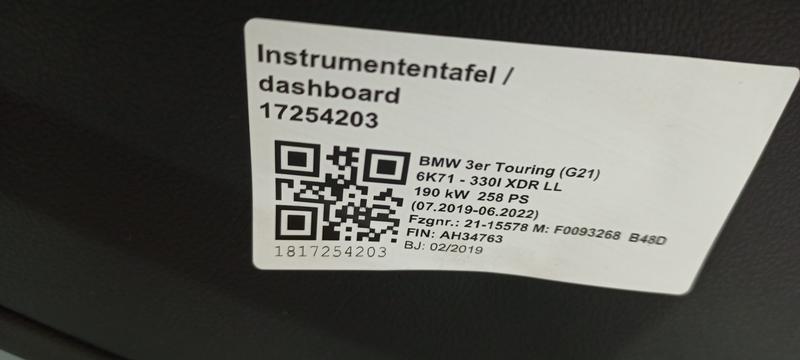 Instrumententafel /
dashboard
17254203
BMW 3er Touring (G21)
6K71 - 330I XDR LL
190 kW 258 PS
(07.2019-06.2022)
Fzgnr.: 21-15578 M: F0093268 B48D
FIN: AH34763
BJ: 02/2019
1817254203